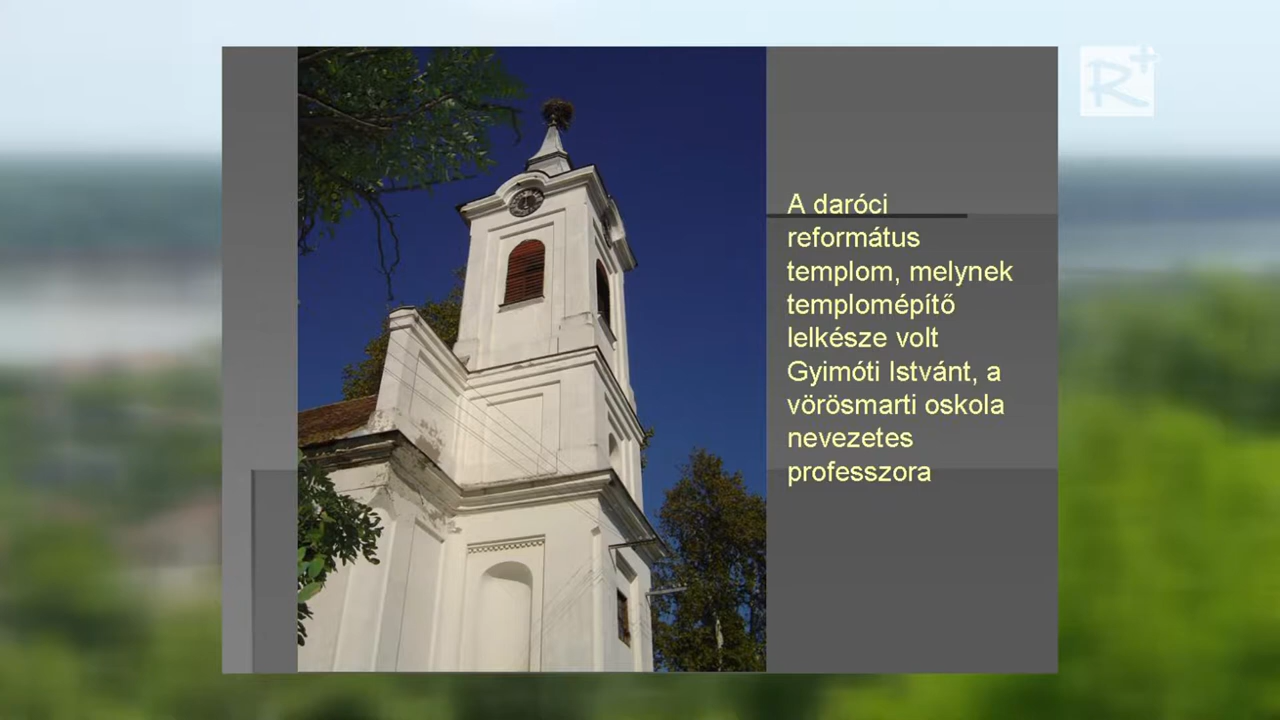 R+
A daróci
református
templom, melynek
templomépítő
lelkésze volt
Gyimóti Istvánt, a
vörösmarti oskola
nevezetes
professzora